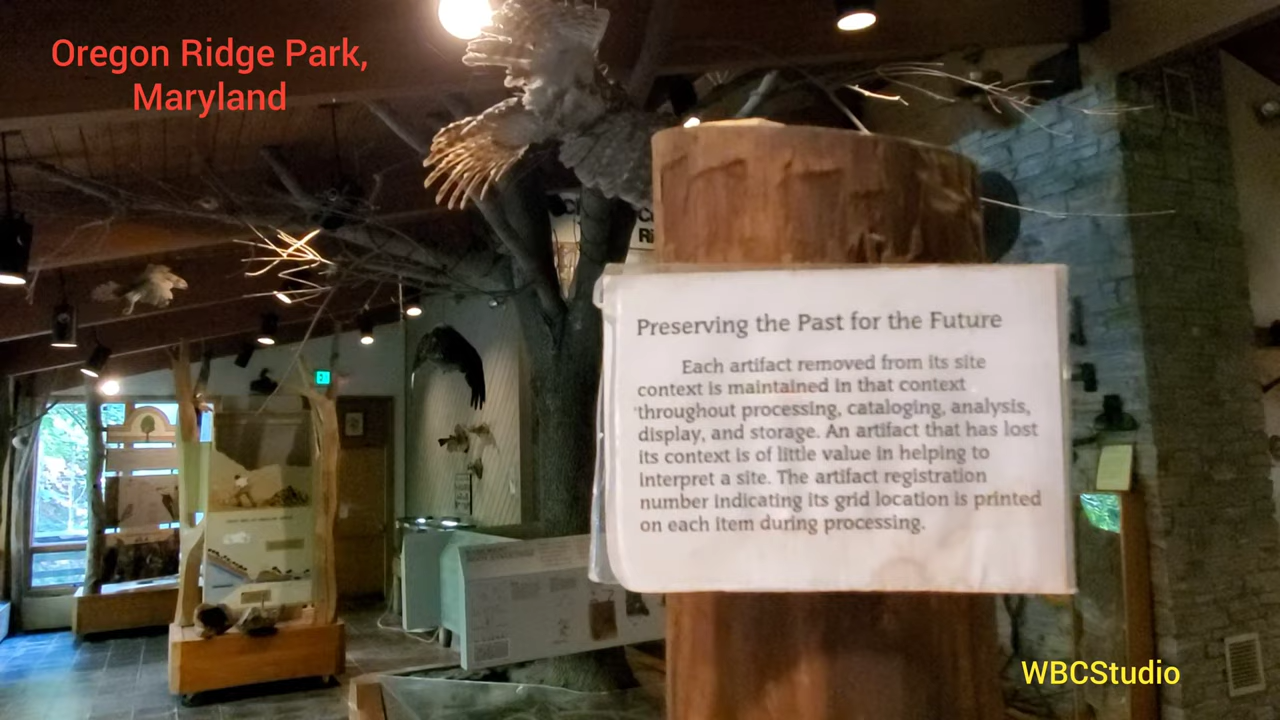 Oregon Ridge Park,
Maryland
Preserving the Past for the Future
Each artifact removed from its site
context is maintained in that context
throughout processing, cataloging, analysis,
display, and storage. An artifact that has lost
its context is of little value in helping to
interpret a site. The artifact registration
number indicating its grid location is printed
on each item during processing.
WBCStudio